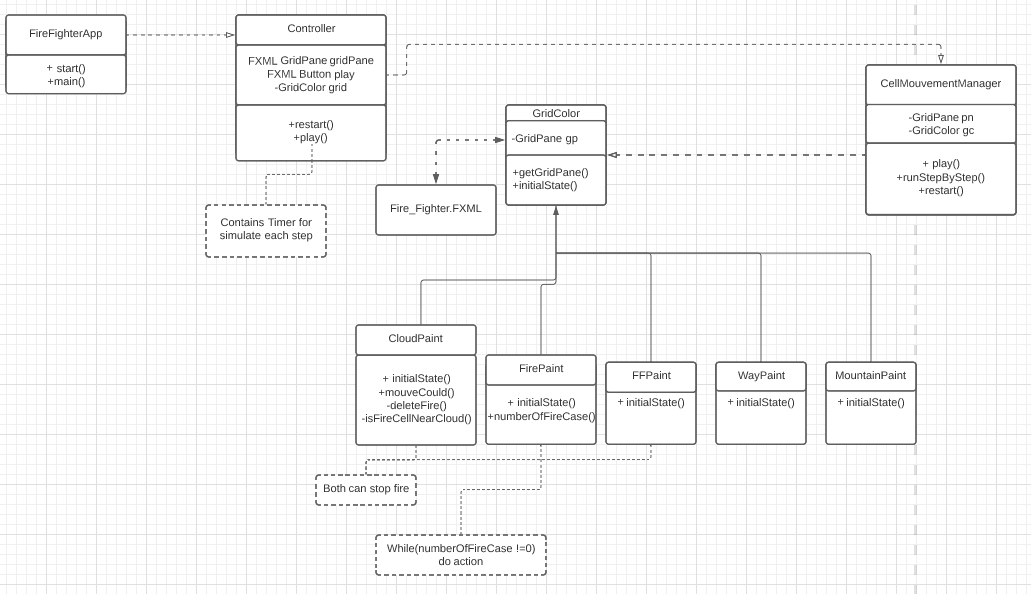 FireFighterApp
+ start()
+main()
Controller
FXML GridPane gridPane
FXML Button play
-GridColor grid
+restart()
+play()
Contains Timer for
simulate each step
GridColor
-GridPane gp
+getGridPane()
+initialState()
Fire_Fighter.FXML
CellMouvementManager
-GridPane pn
-GridColor gc
+ play()
+runStepByStep()
+restart()
CloudPaint
+ initialState()
+mouveCould()
-deleteFire()
-isFireCellNearCloud()
FirePaint
+ initialState()
+numberOfFireCase()
FFPaint
+ initialState()
WayPaint
+ initialState()
MountainPaint
+ initialState()
Both can stop fire
While(numberOfFireCase !=0)
do action